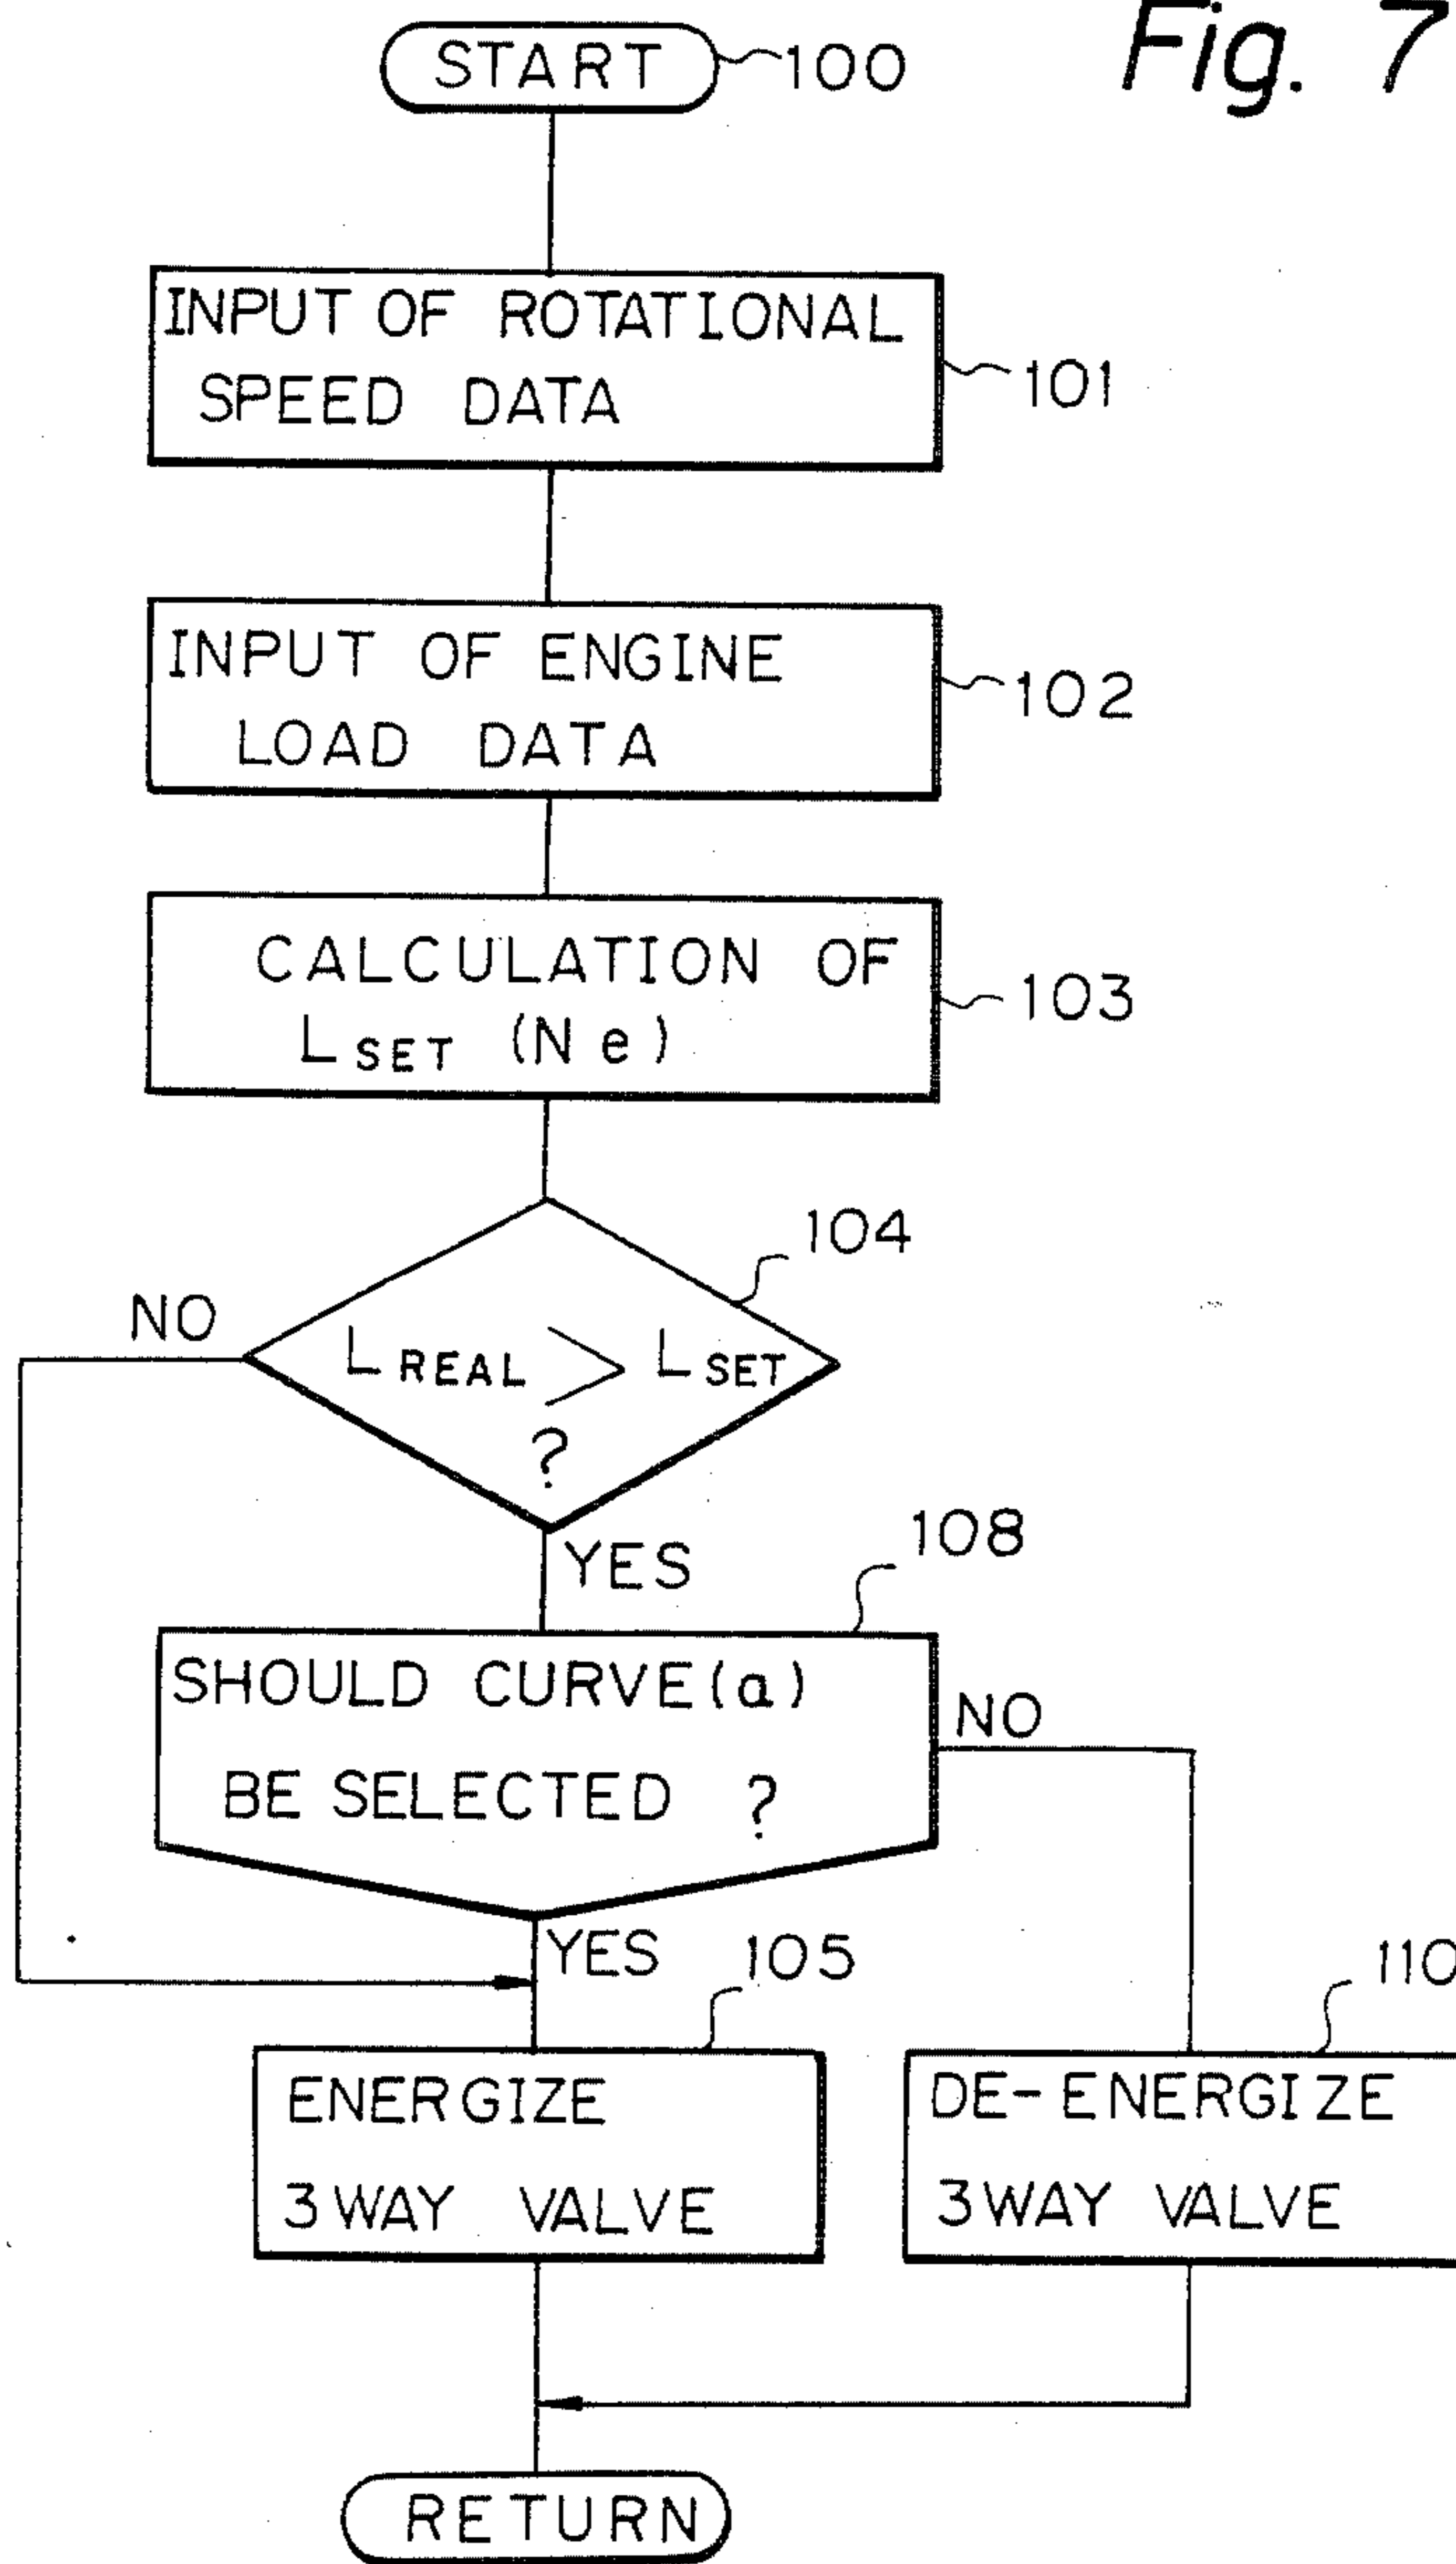 Fig. 7
START 100
INPUT OF ROTATIONAL
SPEED DATA
101
INPUT OF ENGINE
LOAD DATA
102
CALCULATION OF
LSET (Ne)
103
104
NO
LREAL > LSET
?
YES
108
SHOULD CURVE(a)
BE SELECTED ?
NO
YES
105
110
ENERGIZE
3WAY VALVE
DE-ENERGIZE
3WAY VALVE
RETURN